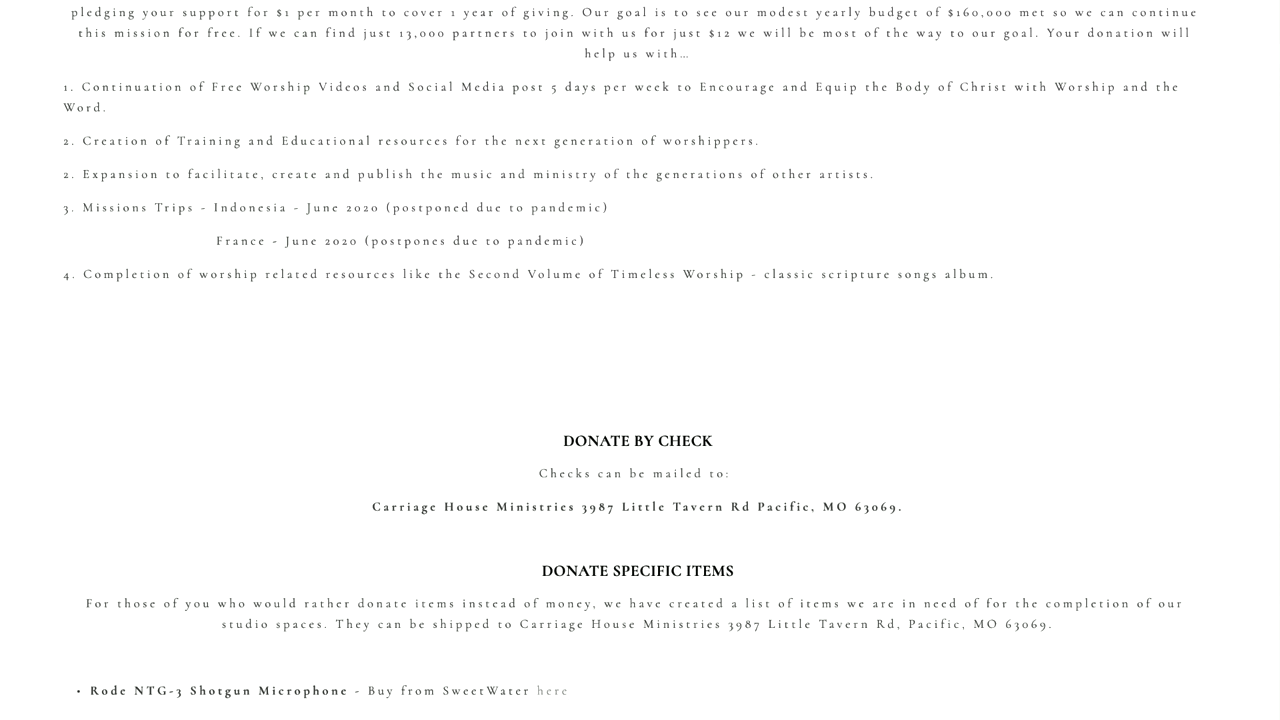 pledging your support for $1 per month to cover 1 year of giving. Our goal is to see our modest yearly budget of $160,000 met so we can continue
this mission for free. If we can find just 13,000 partners to join with us for just $12 we will be most of the way to our goal. Your donation will
help us with…
1. Continuation of Free Worship Videos and Social Media post 5 days per week to Encourage and Equip the Body of Christ with Worship and the
Word.
2. Creation of Training and Educational resources for the next generation of worshippers.
2. Expansion to facilitate, create and publish the music and ministry of the generations of other artists.
3. Missions Trips - Indonesia - June 2020 (postponed due to pandemic)
France - June 2020 (postpones due to pandemic)
4. Completion of worship related resources like the Second Volume of Timeless Worship - classic scripture songs album.
DONATE BY CHECK
Checks can be mailed to:
Carriage House Ministries 3987 Little Tavern Rd Pacific, MO 63069.
DONATE SPECIFIC ITEMS
For those of you who would rather donate items instead of money, we have created a list of items we are in need of for the completion of our
studio spaces. They can be shipped to Carriage House Ministries 3987 Little Tavern Rd, Pacific, MO 63069.
• Rode NTG-3 Shotgun Microphone - Buy from SweetWater here